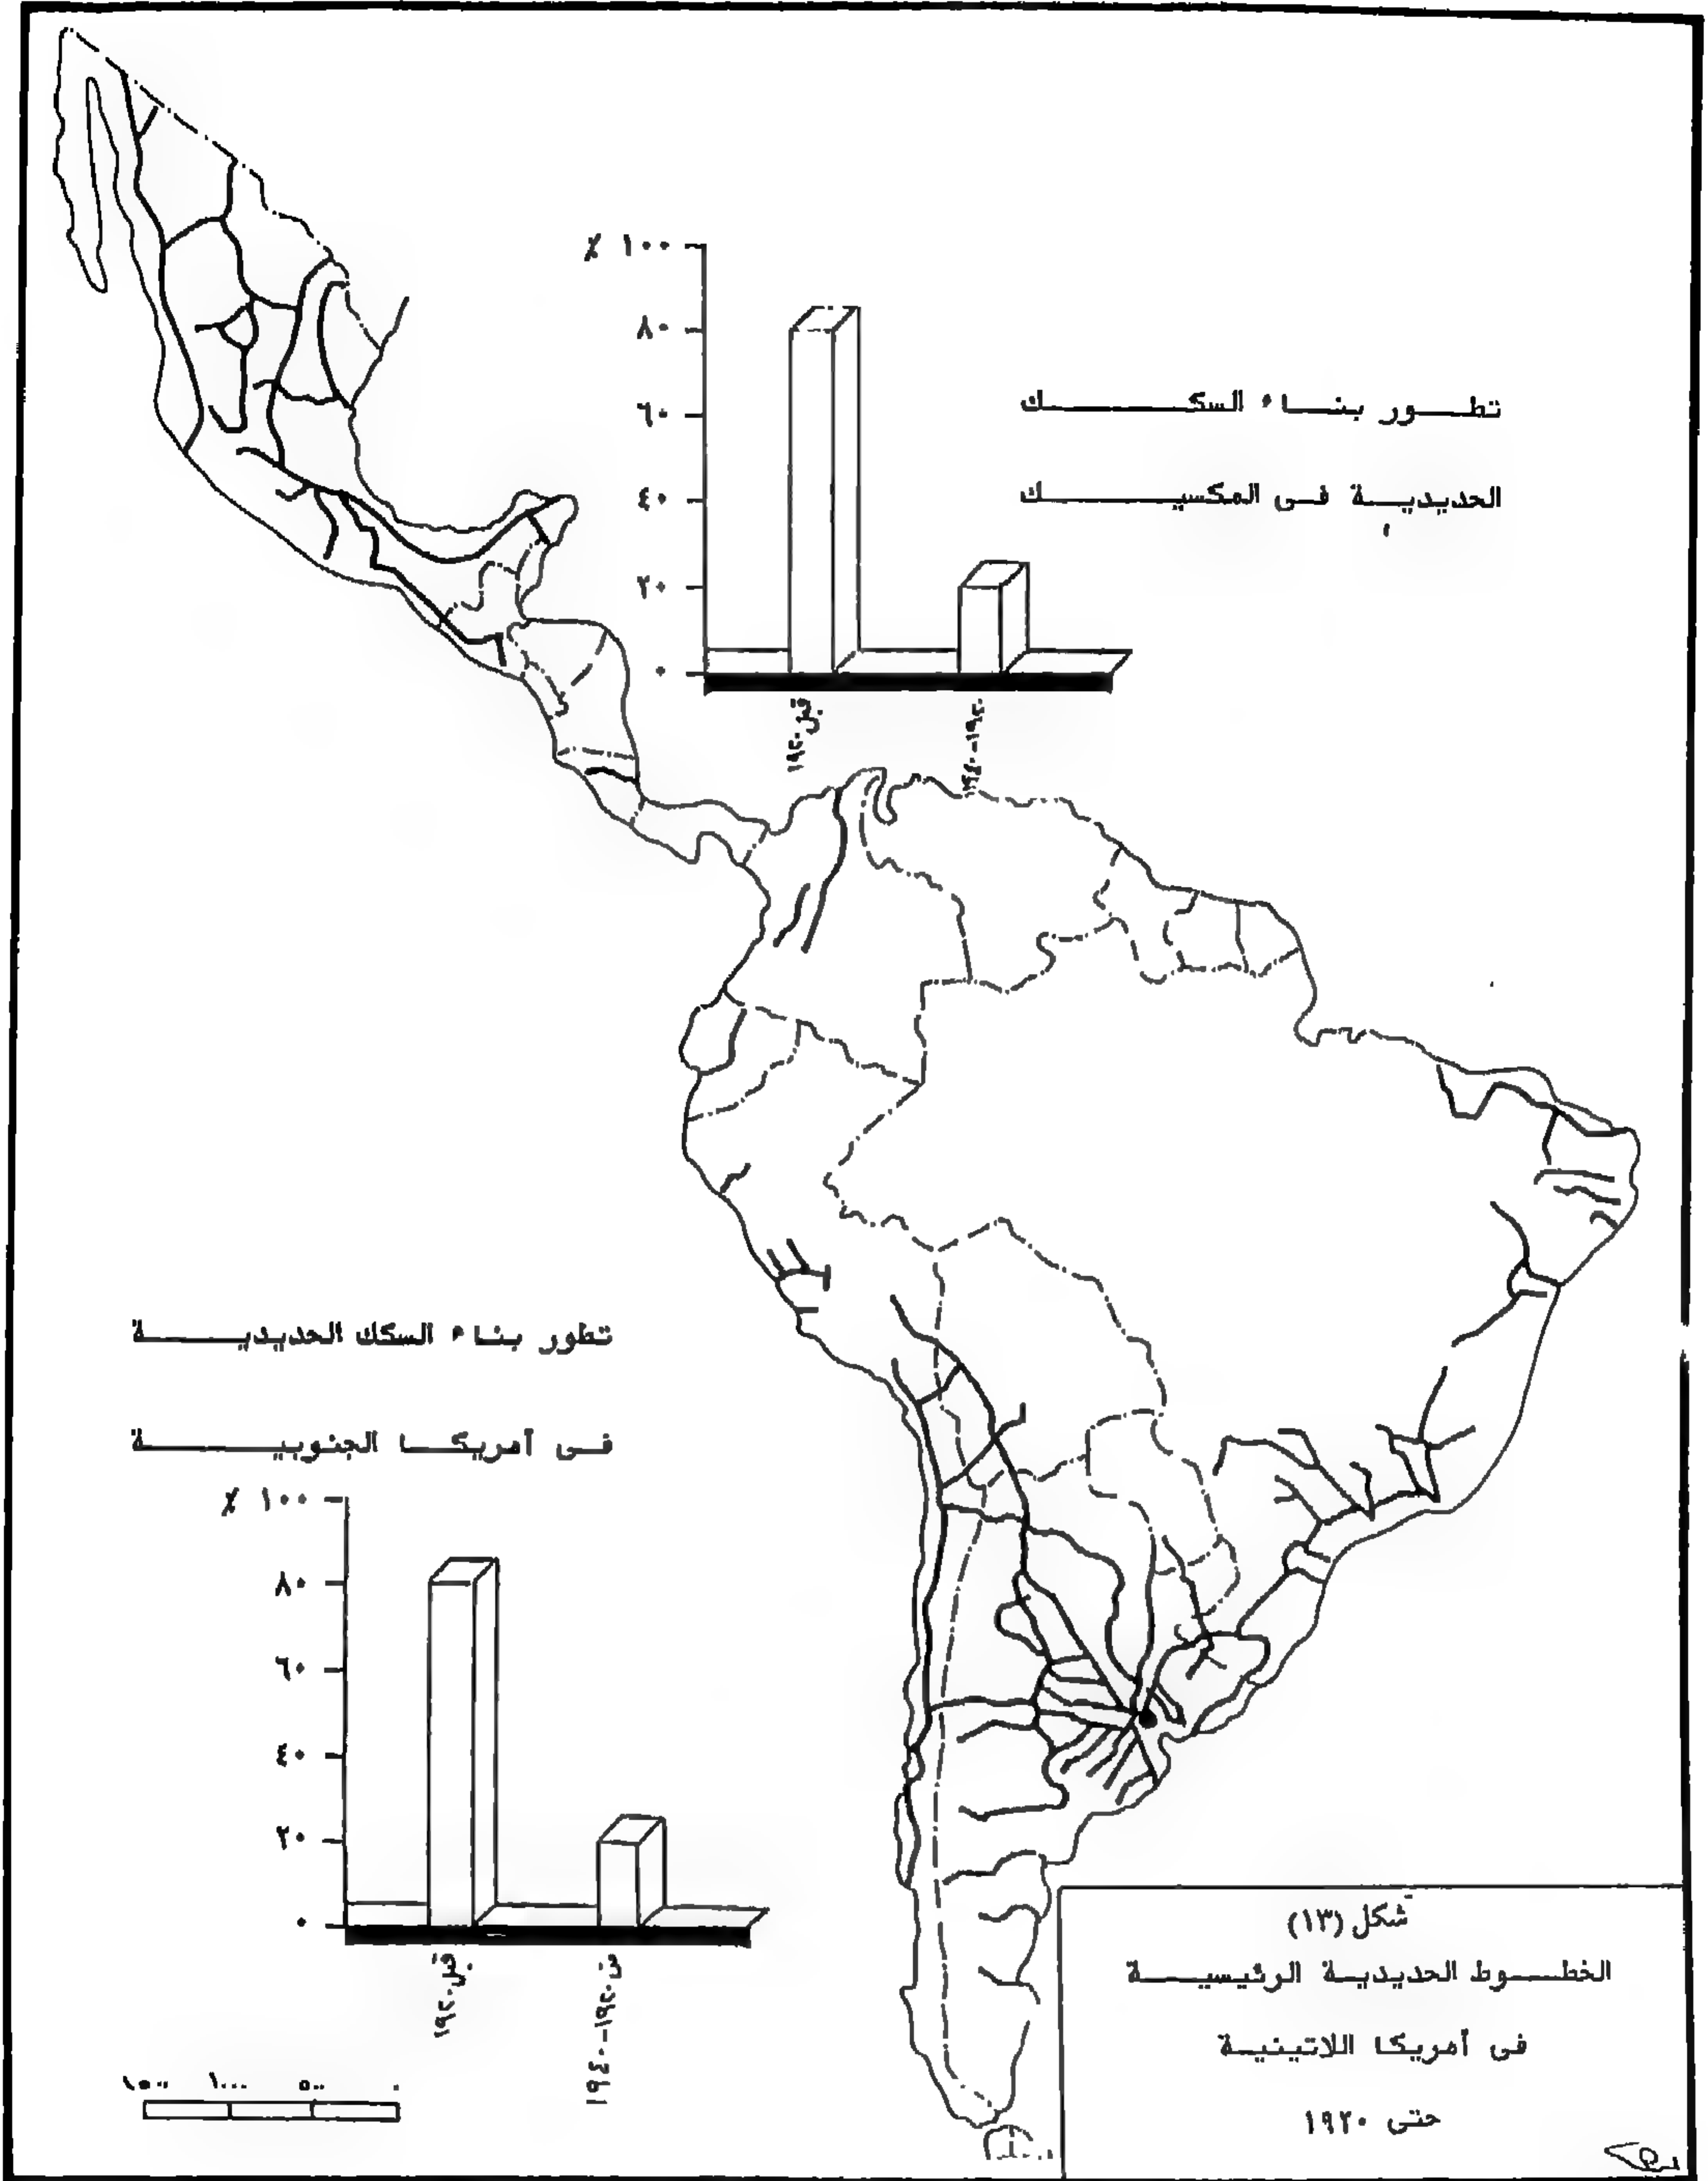 ٪ ١٠٠
٨٠
٦٠
٤٠
٢٠
٠
قبل ١٩٢٠
١٩٢٠-١٩٤٠
تطور بناء السكك
الحديدية فى المكسيك
تطور بناء السكك الحديدية
فى أمريكا الجنوبية
٪ ١٠٠
٨٠
٦٠
٤٠
٢٠
٠
قبل ١٩٢٠
١٩٢٠-١٩٤٠
١٥٠٠ ١٠٠٠ ٥٠٠ ٠
شكل (١٣)
الخطوط الحديدية الرئيسية
فى أمريكا اللاتينية
حتى ١٩٢٠